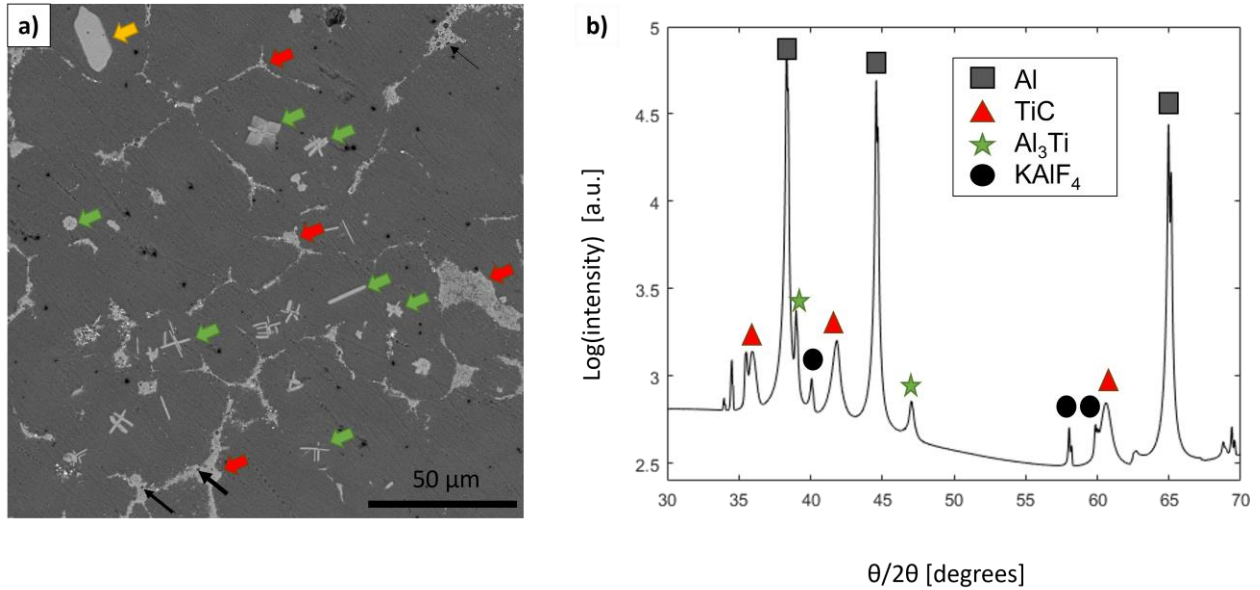 a)
50 µm
b)
Log(intensity) [a.u.]
5
4.5
4
3.5
3
2.5
30 35 40 45 50 55 60 65 70
θ/2θ [degrees]
Al
TiC
Al₃Ti
KAlF₄